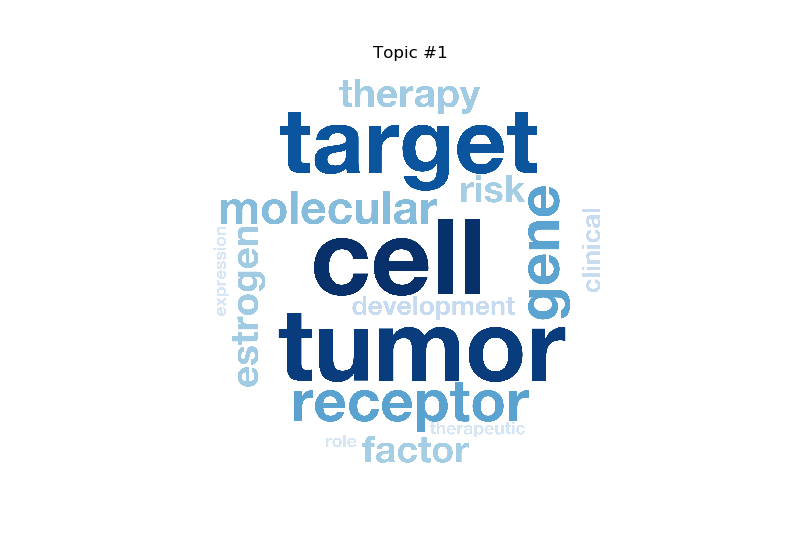 Topic #1
therapy
target
risk
molecular
gene
clinical
expression
estrogen
cell
development
tumor
receptor
therapeutic
role
factor